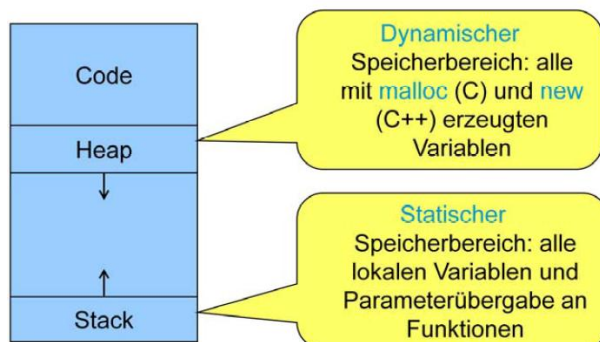 Code
Heap
Stack
Dynamischer
Speicherbereich: alle
mit malloc (C) und new
(C++) erzeugten
Variablen
Statischer
Speicherbereich: alle
lokalen Variablen und
Parameterübergabe an
Funktionen